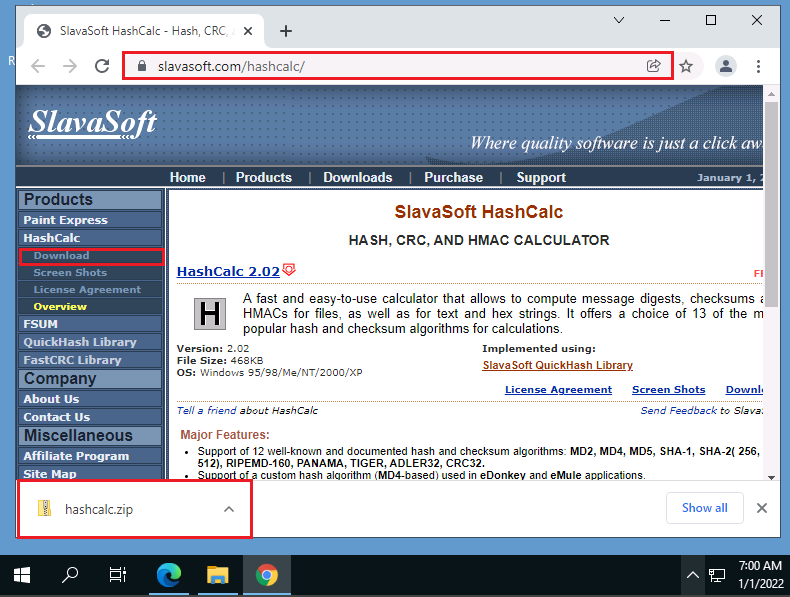 SlavaSoft HashCalc - Hash, CRC,
slavasoft.com/hashcalc/
R
SlavaSoft
Where quality software is just a click aw
Home | Products | Downloads | Purchase | Support
January 1, 2
Products
Paint Express
HashCalc
Download
Screen Shots
License Agreement
Overview
FSUM
QuickHash Library
FastCRC Library
Company
About Us
Contact Us
Miscellaneous
Affiliate Program
Site Map
SlavaSoft HashCalc
HASH, CRC, AND HMAC CALCULATOR
HashCalc 2.02
H
A fast and easy-to-use calculator that allows to compute message digests, checksums a
HMACs for files, as well as for text and hex strings. It offers a choice of 13 of the m
popular hash and checksum algorithms for calculations.
Version: 2.02
File Size: 468KB
OS: Windows 95/98/Me/NT/2000/XP
Implemented using:
SlavaSoft QuickHash Library
License Agreement Screen Shots Downl
Tell a friend about HashCalc
Send Feedback to Slava
Major Features:
• Support of 12 well-known and documented hash and checksum algorithms: MD2, MD4, MD5, SHA-1, SHA-2( 256,
512), RIPEMD-160, PANAMA, TIGER, ADLER32, CRC32.
• Support of a custom hash algorithm (MD4-based) used in eDonkey and eMule applications.
hashcalc.zip
Show all
7:00 AM
1/1/2022